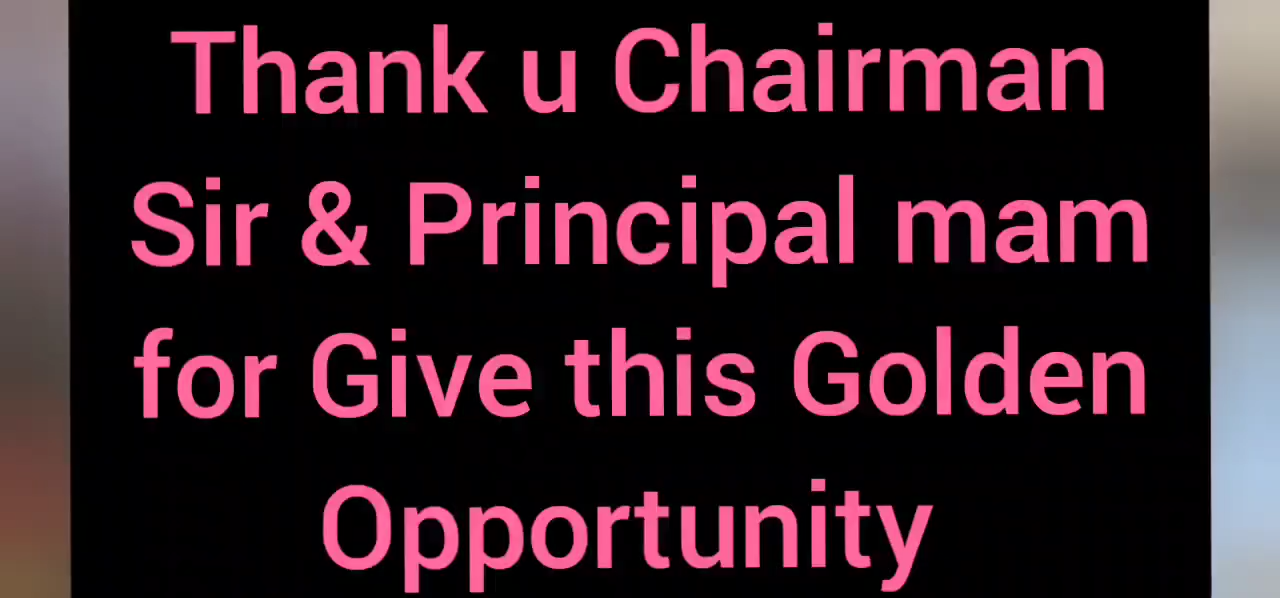 Thank u Chairman
Sir & Principal mam
for Give this Golden
Opportunity